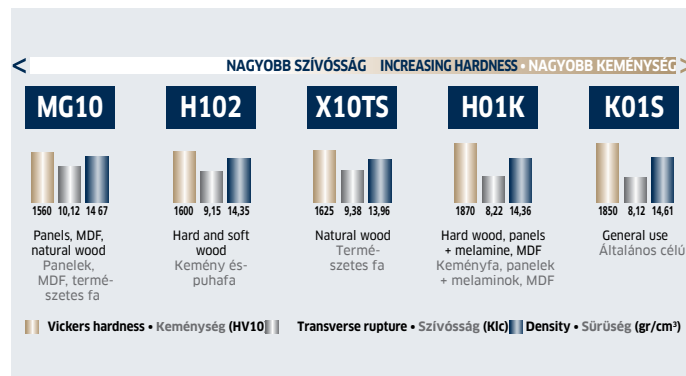 < NAGYOBB SZÍVÓSSÁG INCREASING HARDNESS • NAGYOBB KEMÉNYSÉG >
MG10 H102 X10TS H01K K01S
1560 10,12 14 67 1600 9,15 14,35 1625 9,38 13,96 1870 8,22 14,36 1850 8,12 14,61
Panels, MDF,
natural wood
Panelek,
MDF, termé-
szetes fa
Hard and soft
wood
Kemény és-
puhafa
Natural wood
Termé-
szetes fa
Hard wood, panels
+ melamine, MDF
Keményfa, panelek
+ melaminok, MDF
General use
Általános célú
Vickers hardness • Keménység (HV10) Transverse rupture • Szívósság (Klc) Density • Sürüség (gr/cm³)